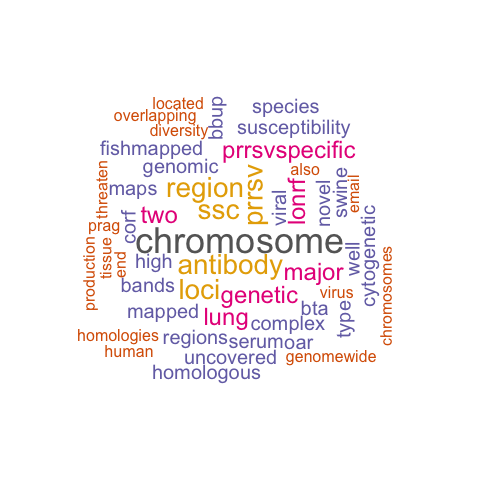 located
overlapping
bbup
species
diversity
susceptibility
fishmapped
prrsvspecific
genomic
also
threaten
maps
region
prrsv
viral
lonrf
novel
swine
email
prag
corf
two
ssc
chromosome
cytogenetic
production
tissue
end
high
antibody
major
well
chromosomes
bands
loci
genetic
virus
mapped
lung
complex
bta
type
homologies
regions
serumoar
human
uncovered
genomewide
homologous